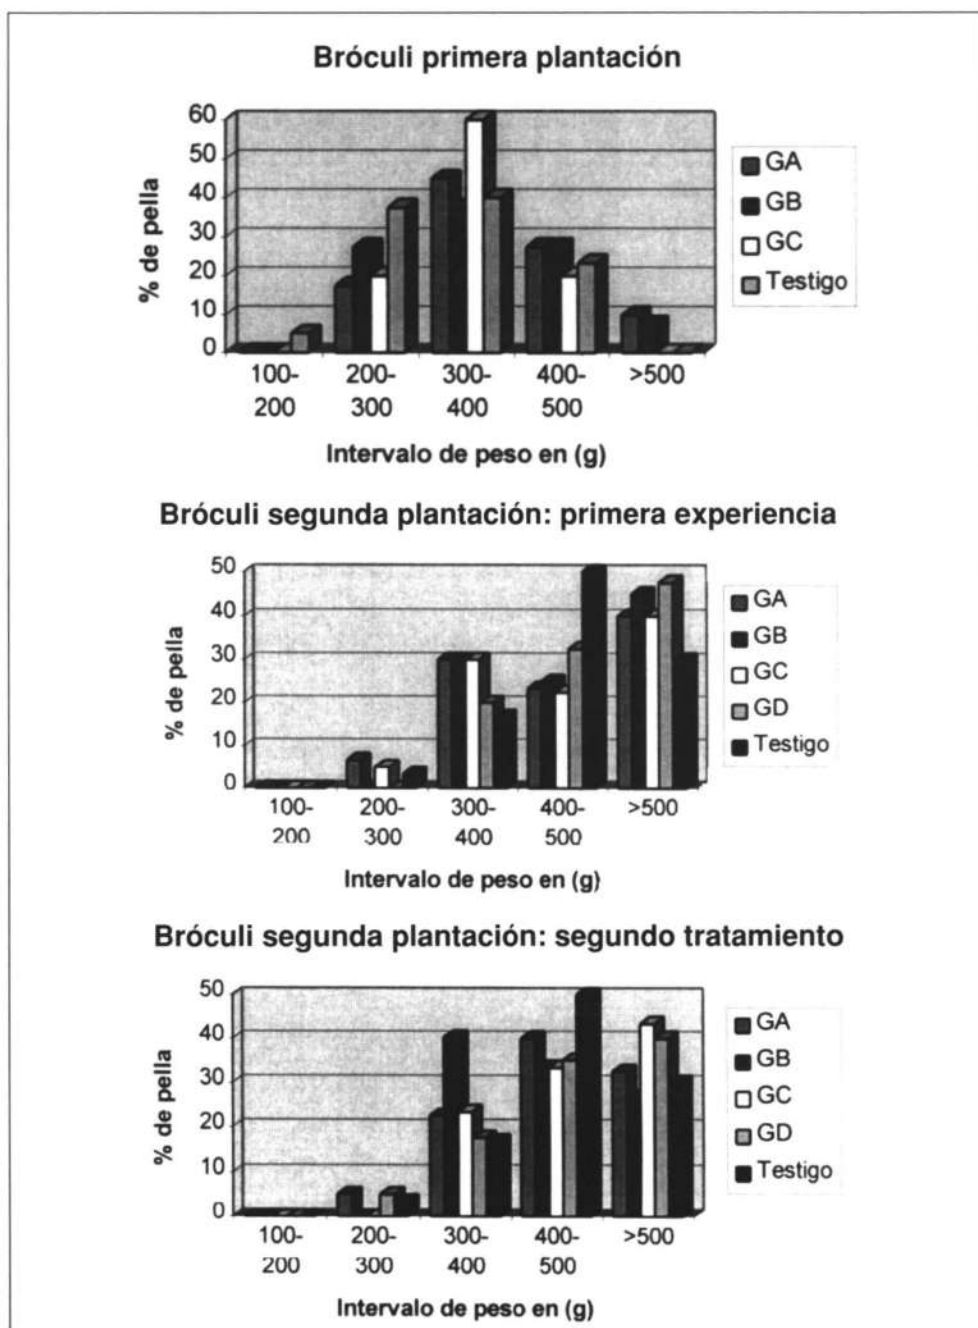 Bróculi primera plantación
60
50
40
30
20
10
0
% de pella
100-200
200-300
300-400
400-500
>500
Intervalo de peso en (g)
GA
GB
GC
Testigo
Bróculi segunda plantación: primera experiencia
50
40
30
20
10
0
% de pella
100-200
200-300
300-400
400-500
>500
Intervalo de peso en (g)
GA
GB
GC
GD
Testigo
Bróculi segunda plantación: segundo tratamiento
50
40
30
20
10
0
% de pella
100-200
200-300
300-400
400-500
>500
Intervalo de peso en (g)
GA
GB
GC
GD
Testigo